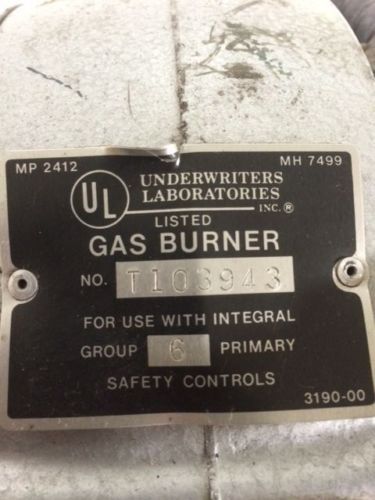 MP 2412 MH 7499
UL UNDERWRITERS
LABORATORIES
INC.®
LISTED
GAS BURNER
NO. T103943
FOR USE WITH INTEGRAL
GROUP 6 PRIMARY
SAFETY CONTROLS
3190-00